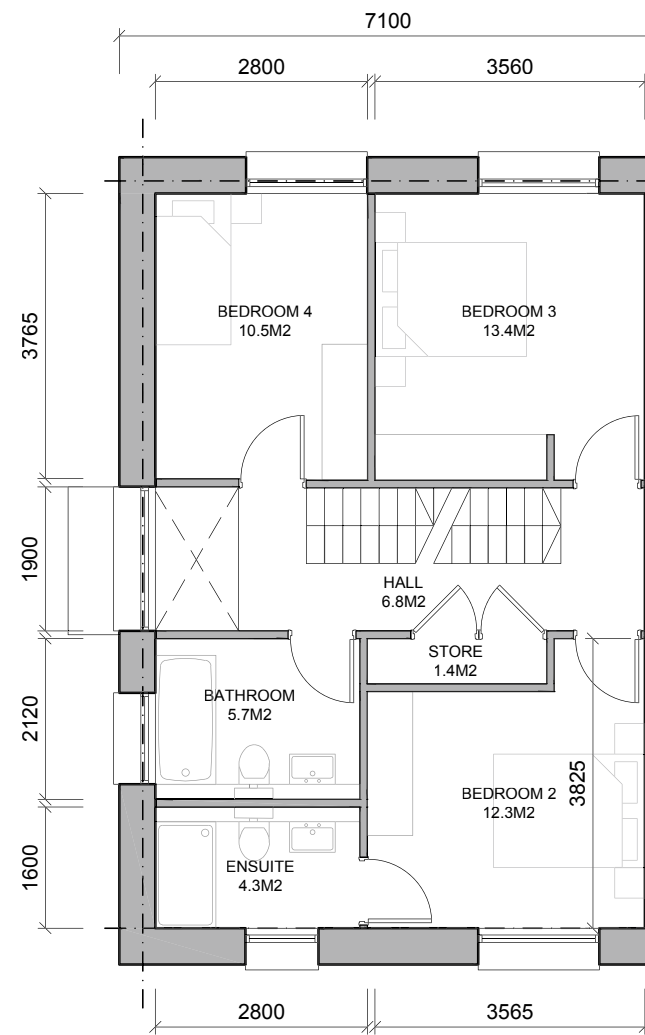 7100
2800
3560
3765
BEDROOM 4
10.5M2
BEDROOM 3
13.4M2
1900
HALL
6.8M2
STORE
1.4M2
2120
BATHROOM
5.7M2
BEDROOM 2
12.3M2
3825
1600
ENSUITE
4.3M2
2800
3565